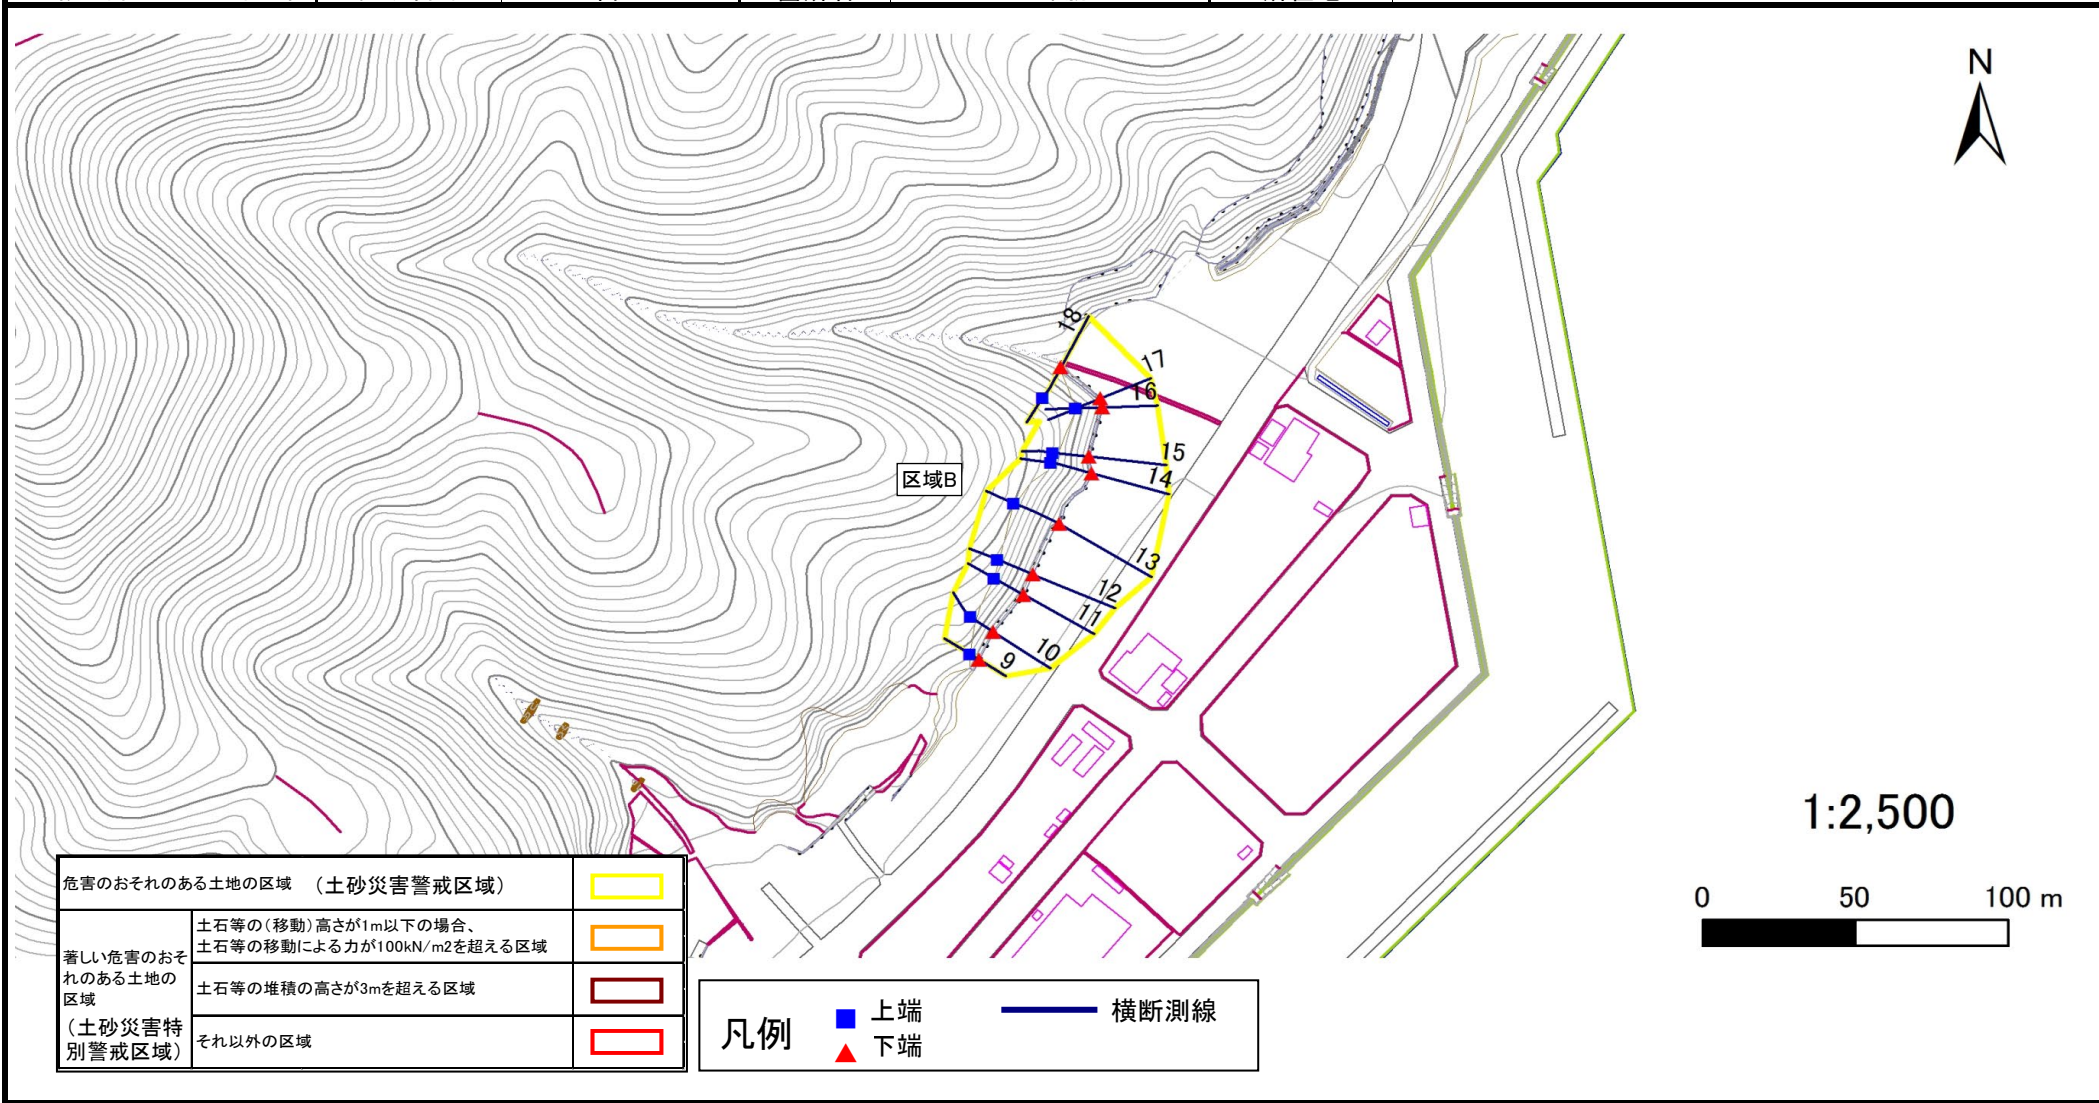 N
18
17
16
15
14
区域B
13
12
11
10
9
1:2,500
0 50 100 m
危害のおそれのある土地の区域 （土砂災害警戒区域）
著しい危害のおそ
れのある土地の
区域
（土砂災害特
別警戒区域）
土石等の（移動）高さが1m以下の場合、
土石等の移動による力が100kN/m2を超える区域
土石等の堆積の高さが3mを超える区域
それ以外の区域
凡例
上端
下端
横断測線